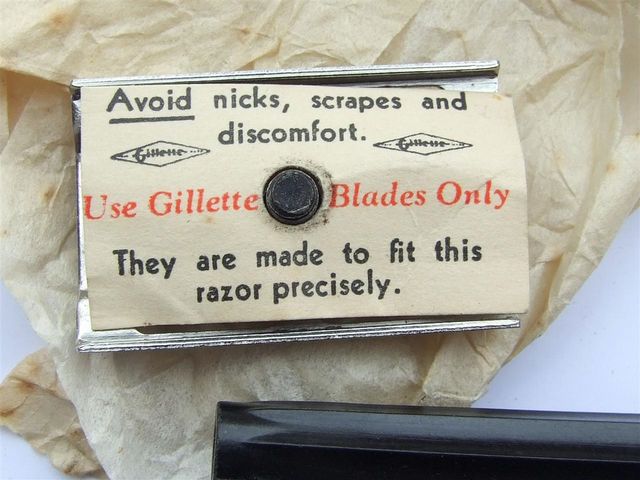 Avoid nicks, scrapes and
discomfort.
Gillette Gillette
Use Gillette Blades Only
They are made to fit this
razor precisely.